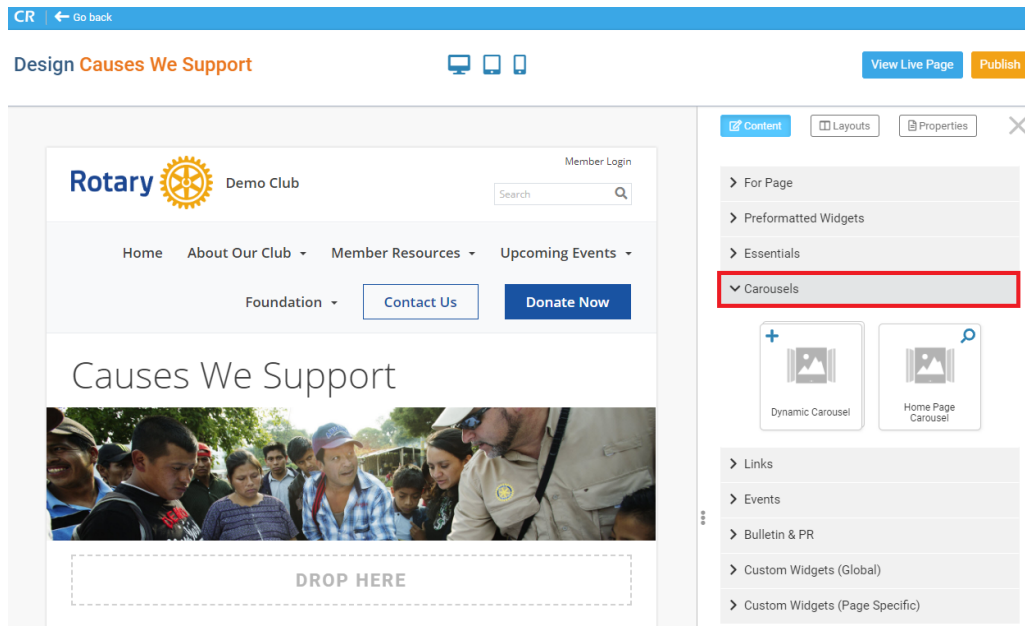 CR Go back
Design Causes We Support
View Live Page
Publish
Content
Layouts
Properties
Rotary
Demo Club
Member Login
Search
Home About Our Club Member Resources Upcoming Events
Foundation Contact Us Donate Now
Causes We Support
DROP HERE
For Page
Preformatted Widgets
Essentials
Carousels
Dynamic Carousel
Home Page
Carousel
Links
Events
Bulletin & PR
Custom Widgets (Global)
Custom Widgets (Page Specific)